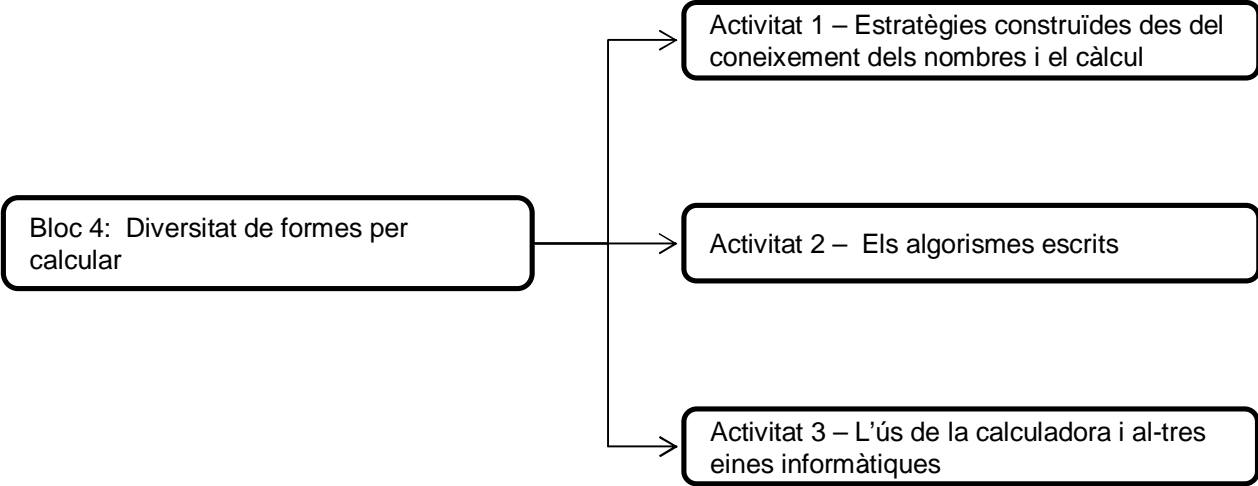 Activitat 1 – Estratègies construïdes des del
coneixement dels nombres i el càlcul
Bloc 4:  Diversitat de formes per
calcular
Activitat 2 –  Els algorismes escrits
Activitat 3 – L’ús de la calculadora i al-tres
eines informàtiques